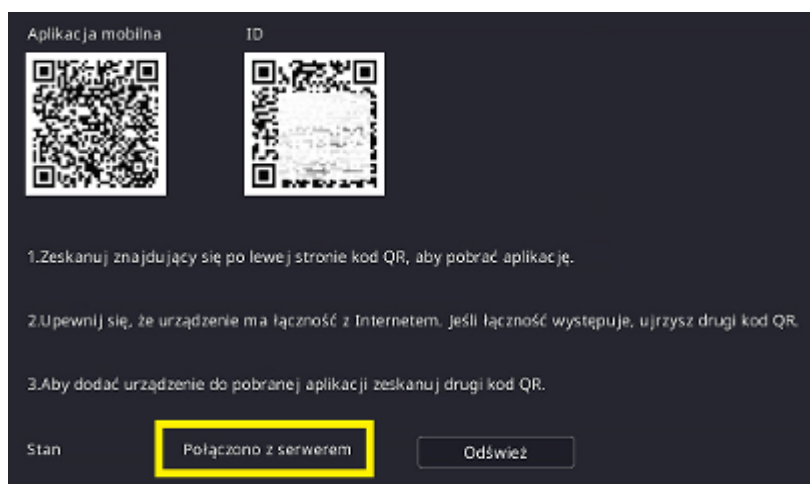 Aplikacja mobilna ID
1.Zeskanuj znajdujący się po lewej stronie kod QR, aby pobrać aplikację.
2.Upewnij się, że urządzenie ma łączność z Internetem. Jeśli łączność występuje, ujrzysz drugi kod QR.
3.Aby dodać urządzenie do pobranej aplikacji zeskanuj drugi kod QR.
Stan Połączono z serwerem Odśwież